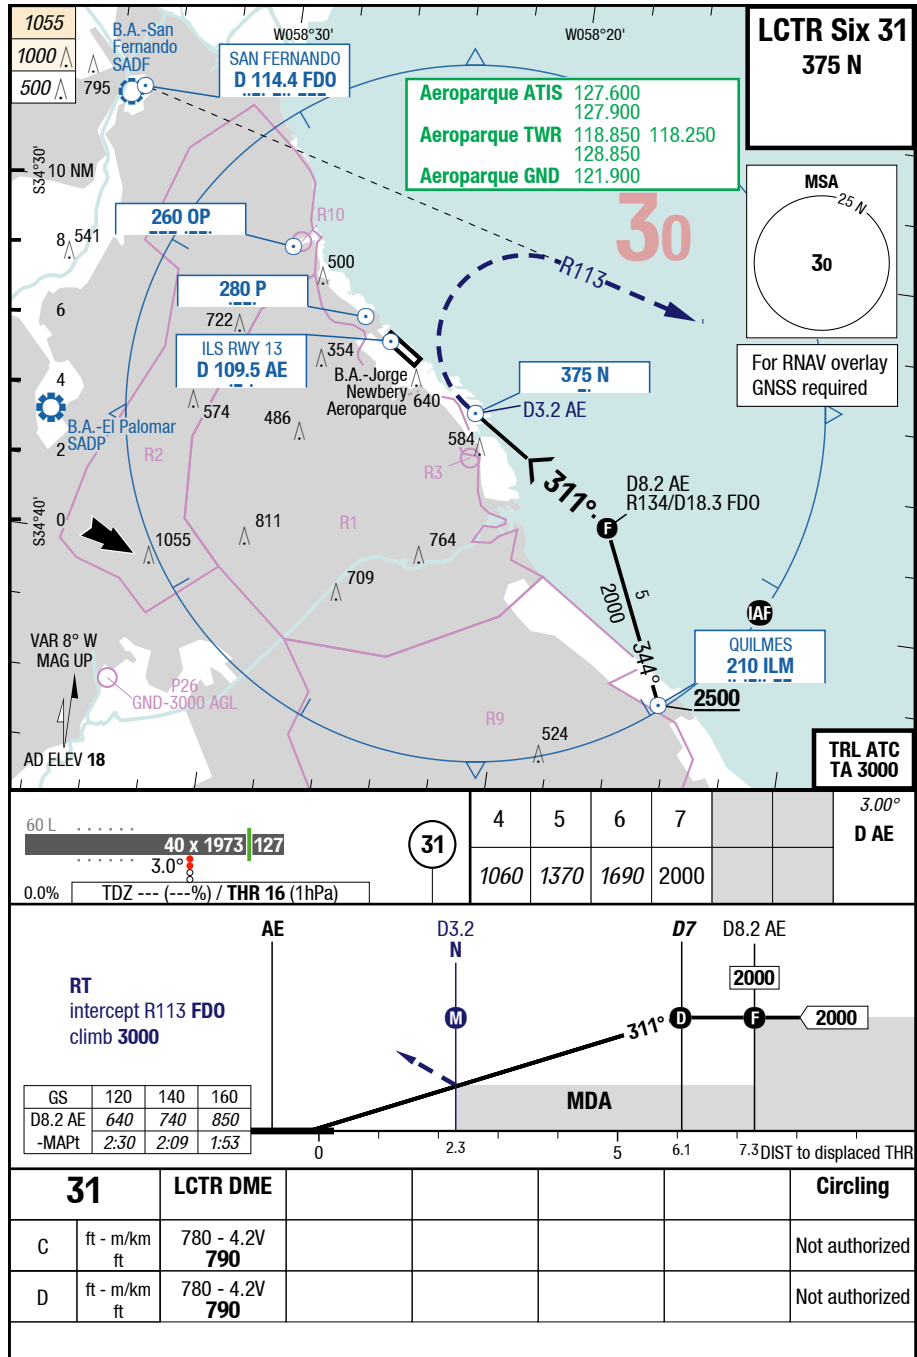 1055
1000
500
795
B.A.-San
Fernando
SADF
SAN FERNANDO
D 114.4 FDO
W058°30'
W058°20'
LCTR Six 31
375 N
Aeroparque ATIS 127.600
127.900
Aeroparque TWR 118.850 118.250
128.850
Aeroparque GND 121.900
MSA
25 N
30
For RNAV overlay
GNSS required
30
S34°30'
10 NM
8
6
4
2
0
S34°40'
541
260 OP
R10
500
280 P
722
ILS RWY 13
D 109.5 AE
354
B.A.-Jorge
Newbery
Aeroparque
640
R113
375 N
D3.2 AE
574
486
584
B.A.-El Palomar
SADP
R2
R3
R1
811
1055
764
709
311°
D8.2 AE
R134/D18.3 FDO
F
5
2000
344°
IAF
QUILMES
210 ILM
2500
VAR 8° W
MAG UP
P26
GND-3000 AGL
R9
524
AD ELEV 18
TRL ATC
TA 3000
60 L
40 x 1973 127
3.0°
0.0%
TDZ --- (---%) / THR 16 (1hPa)
31
4 5 6 7
1060 1370 1690 2000
3.00°
D AE
AE
D3.2
N
D7
D8.2 AE
2000
RT
intercept R113 FDO
climb 3000
M
311°
D
F
2000
MDA
GS 120 140 160
D8.2 AE 640 740 850
-MAPt 2:30 2:09 1:53
0 2.3 5 6.1 7.3 DIST to displaced THR
31 LCTR DME Circling
C ft - m/km 780 - 4.2V Not authorized
ft 790
D ft - m/km 780 - 4.2V Not authorized
ft 790